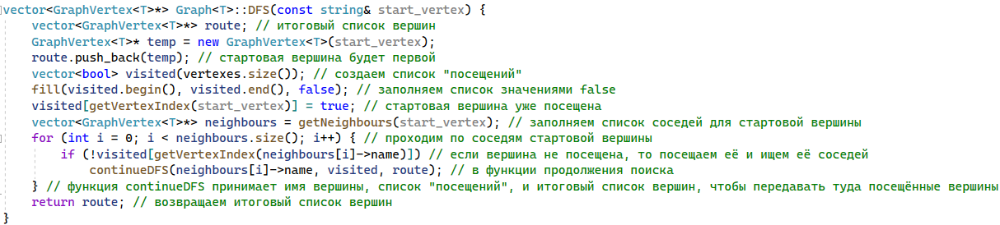 vector<GraphVertex<T>*> Graph<T>::DFS(const string& start_vertex) {
    vector<GraphVertex<T>*> route; // итоговый список вершин
    GraphVertex<T>* temp = new GraphVertex<T>(start_vertex);
    route.push_back(temp); // стартовая вершина будет первой
    vector<bool> visited(vertexes.size()); // создаем список "посещений"
    fill(visited.begin(), visited.end(), false); // заполняем список значениями false
    visited[getVertexIndex(start_vertex)] = true; // стартовая вершина уже посещена
    vector<GraphVertex<T>*> neighbours = getNeighbours(start_vertex); // заполняем список соседей для стартовой вершины
    for (int i = 0; i < neighbours.size(); i++) { // проходим по соседям стартовой вершины
        if (!visited[getVertexIndex(neighbours[i]->name)]) // если вершина не посещена, то посещаем её и ищем её соседей
            continueDFS(neighbours[i]->name, visited, route); // в функции продолжения поиска
    } // функция continueDFS принимает имя вершины, список "посещений", и итоговый список вершин, чтобы передавать туда посещённые вершины
    return route; // возвращаем итоговый список вершин
}